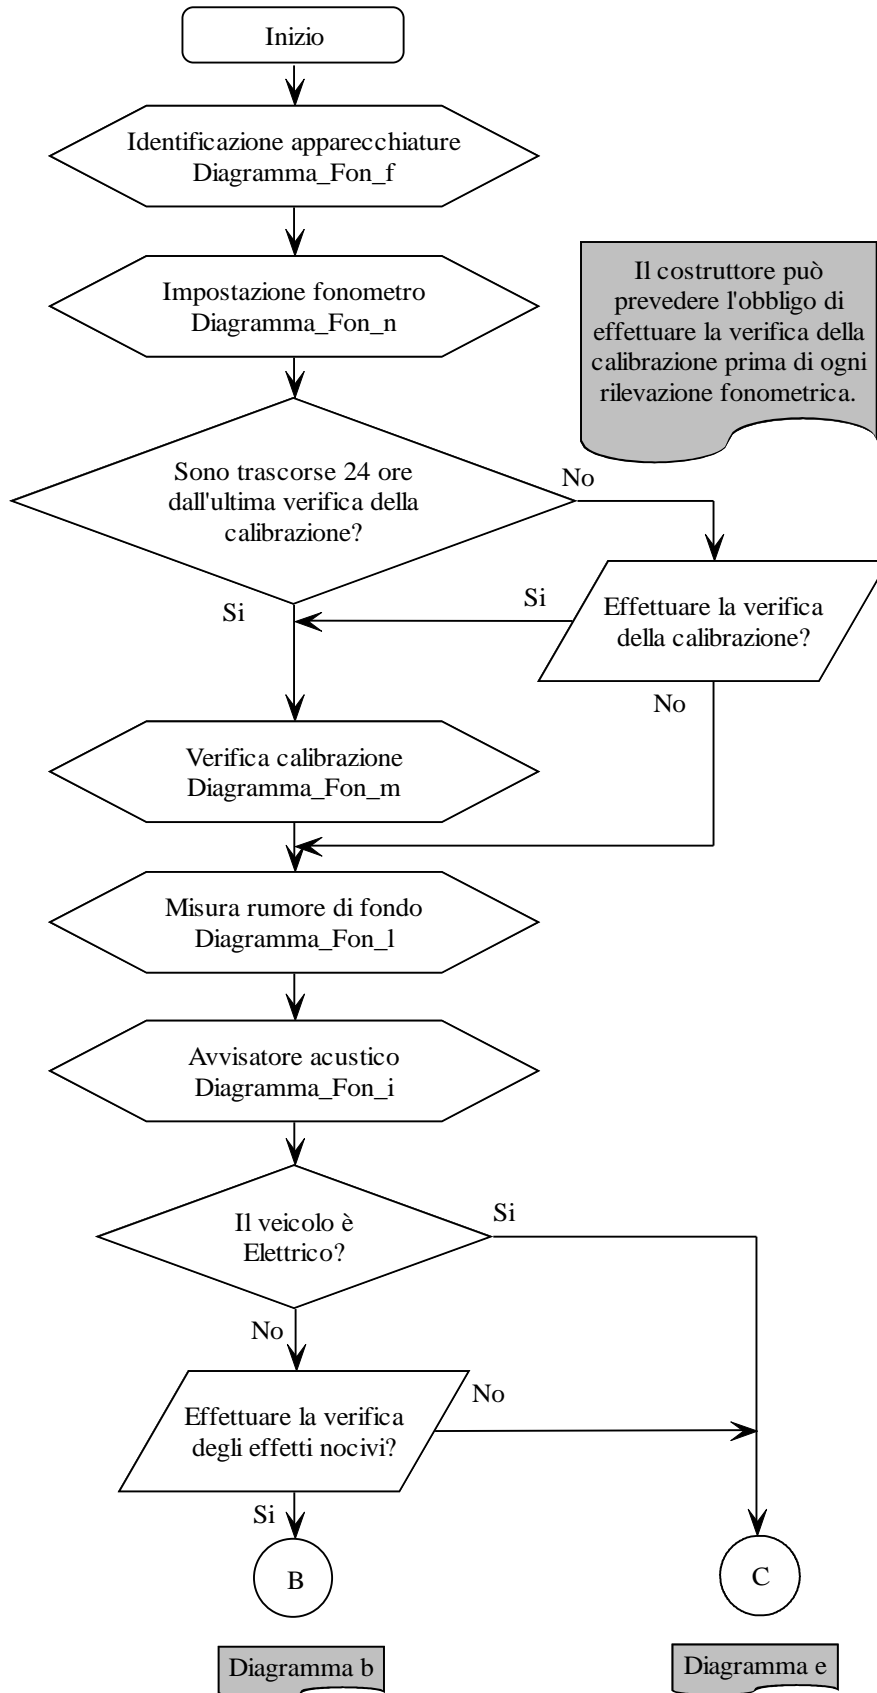 Inizio
Identificazione apparecchiature
Diagramma_Fon_f
Impostazione fonometro
Diagramma_Fon_n
Il costruttore può
prevedere l'obbligo di
effettuare la verifica della
calibrazione prima di ogni
rilevazione fonometrica.
Sono trascorse 24 ore
dall'ultima verifica della
calibrazione?
No
Si
Si
Effettuare la verifica
della calibrazione?
No
Verifica calibrazione
Diagramma_Fon_m
Misura rumore di fondo
Diagramma_Fon_l
Avvisatore acustico
Diagramma_Fon_i
Il veicolo è
Elettrico?
Si
No
Effettuare la verifica
degli effetti nocivi?
No
Si
B
C
Diagramma b
Diagramma e